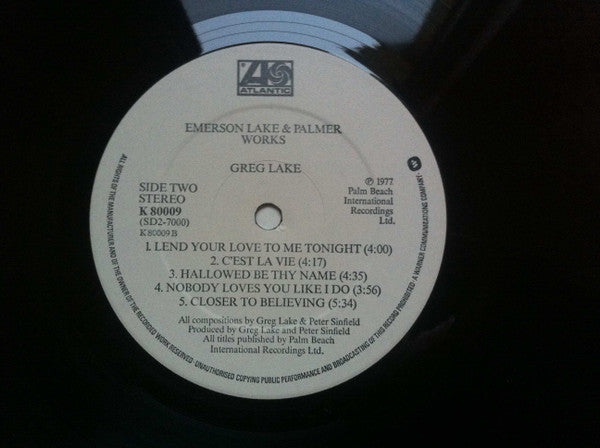 ATLANTIC
EMERSON LAKE & PALMER
WORKS
GREG LAKE
SIDE TWO
STEREO
K 80009
(SD2-7000)
K 80009 B
℗ 1977
Palm Beach
International
Recordings
Ltd.
1. LEND YOUR LOVE TO ME TONIGHT (4:00)
2. C'EST LA VIE (4:17)
3. HALLOWED BE THY NAME (4:35)
4. NOBODY LOVES YOU LIKE I DO (3:56)
5. CLOSER TO BELIEVING (5:34)
All compositions by Greg Lake & Peter Sinfield
Produced by Greg Lake and Peter Sinfield
All titles published by Palm Beach
International Recordings Ltd.
ALL RIGHTS OF THE MANUFACTURER AND OF THE OWNER OF THE RECORDED WORK RESERVED · UNAUTHORISED COPYING PUBLIC PERFORMANCE AND BROADCASTING OF THIS RECORD PROHIBITED · A WARNER COMMUNICATIONS COMPANY·